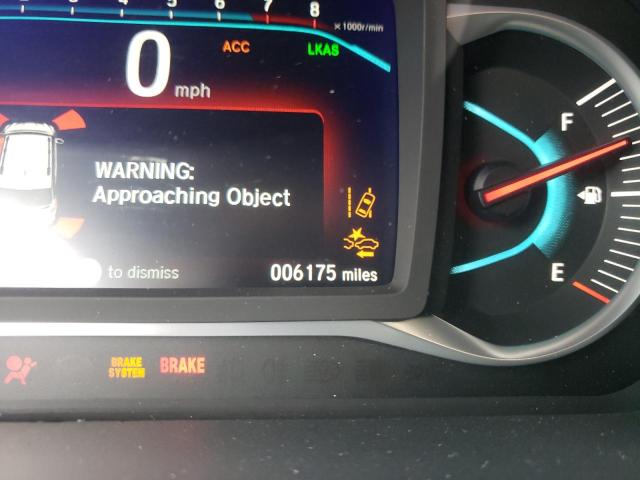 4 5 6 7 8
x 1000r/min
0 mph
ACC
LKAS
WARNING:
Approaching Object
to dismiss
006175 miles
F
E
BRAKE
SYSTEM
BRAKE